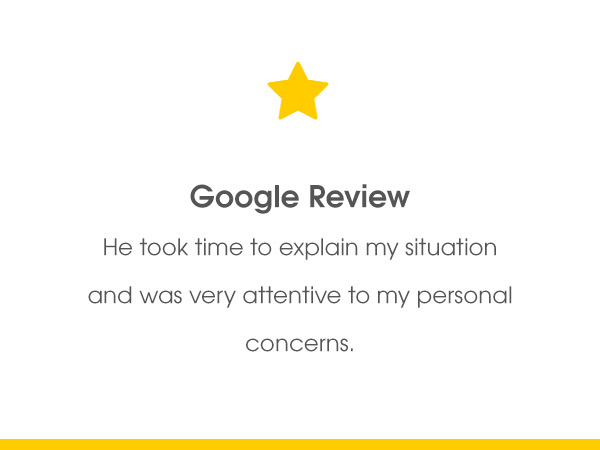 Google Review
He took time to explain my situation
and was very attentive to my personal
concerns.